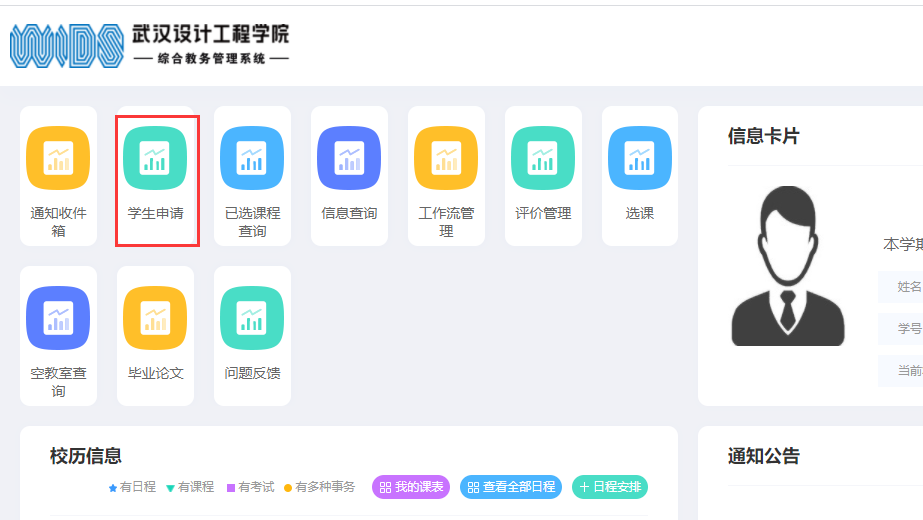 WIDS 武汉设计工程学院
综合教务管理系统
通知收件箱
学生申请
已选课程查询
信息查询
工作流管理
评价管理
选课
信息卡片
本学期
姓名
学号
当前
空教室查询
毕业论文
问题反馈
校历信息
有日程 有课程 有考试 有多种事务 我的课表 查看全部日程 + 日程安排
通知公告